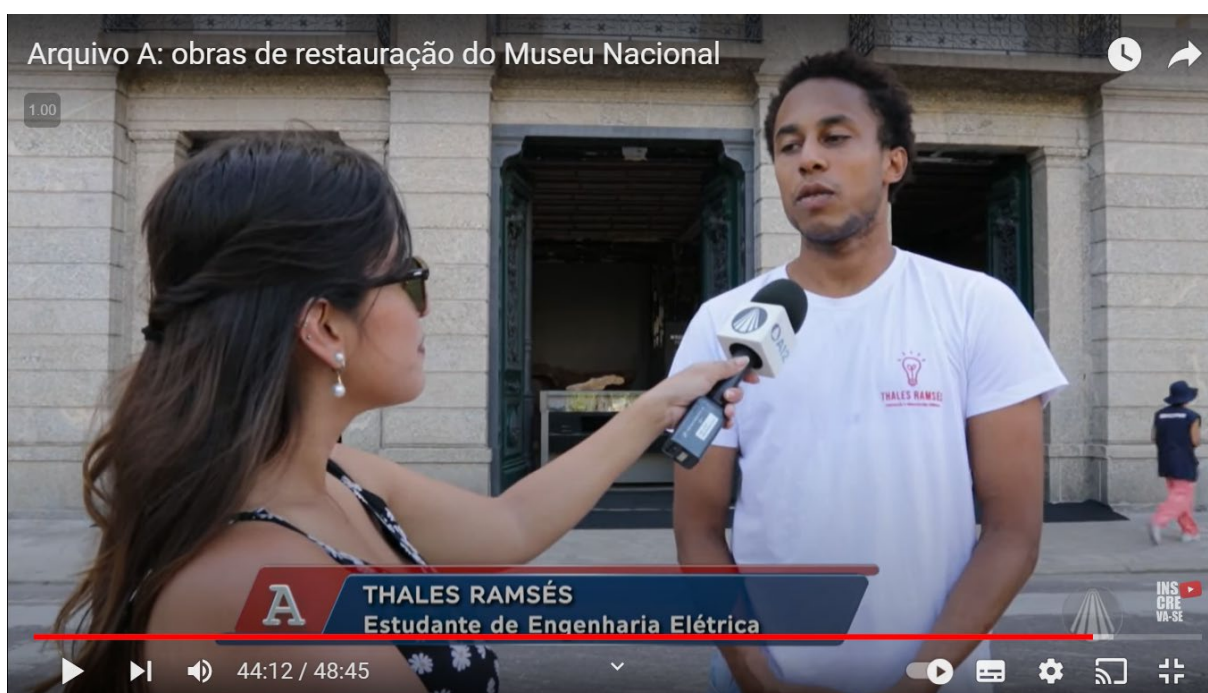 Arquivo A: obras de restauração do Museu Nacional
1.00
A12
THALES RAMSÉS
A
THALES RAMSÉS
Estudante de Engenharia Elétrica
INS
CRE
VA-SE
44:12 / 48:45